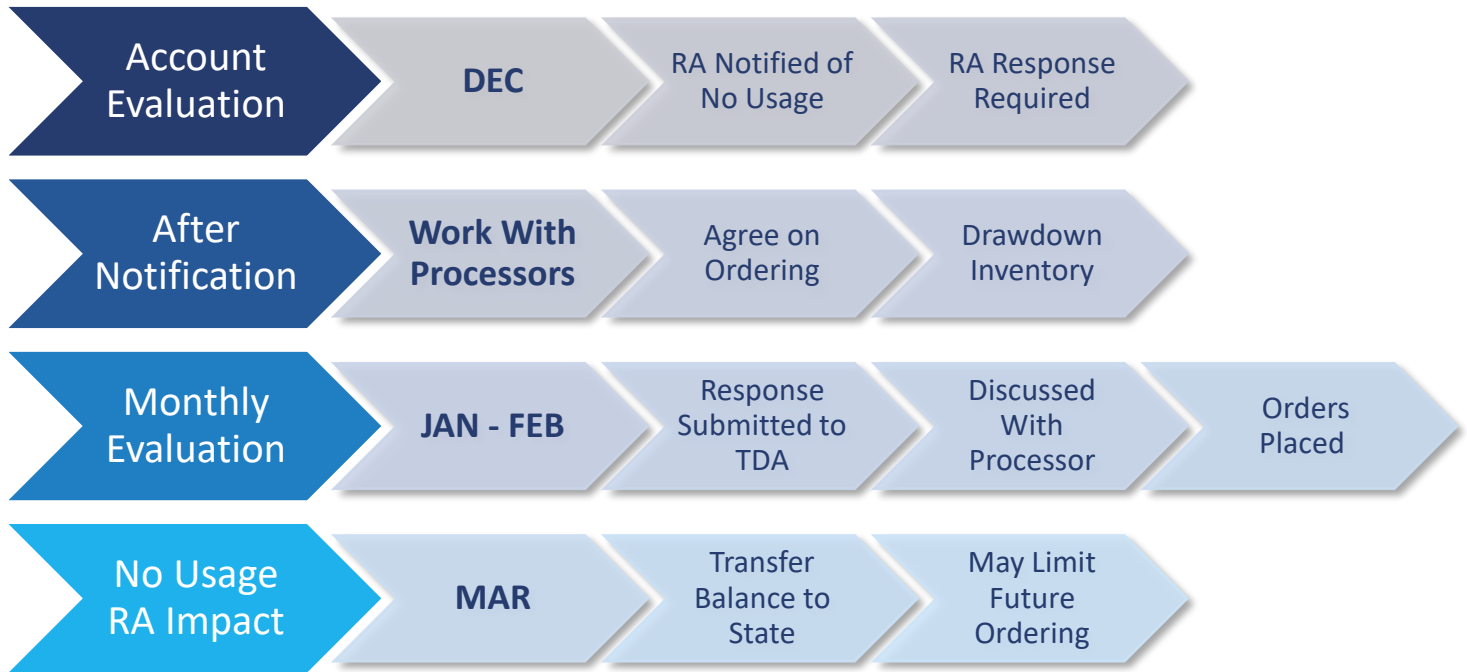 Account
Evaluation
DEC
RA Notified of
No Usage
RA Response
Required
After
Notification
Work With
Processors
Agree on
Ordering
Drawdown
Inventory
Monthly
Evaluation
JAN - FEB
Response
Submitted to
TDA
Discussed
With
Processor
Orders
Placed
No Usage
RA Impact
MAR
Transfer
Balance to
State
May Limit
Future
Ordering